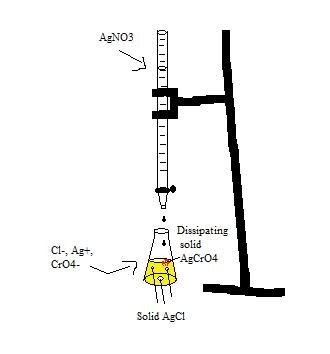 AgNO3
Dissipating
solid
AgCrO4
Cl-, Ag+,
CrO4-
Solid AgCl